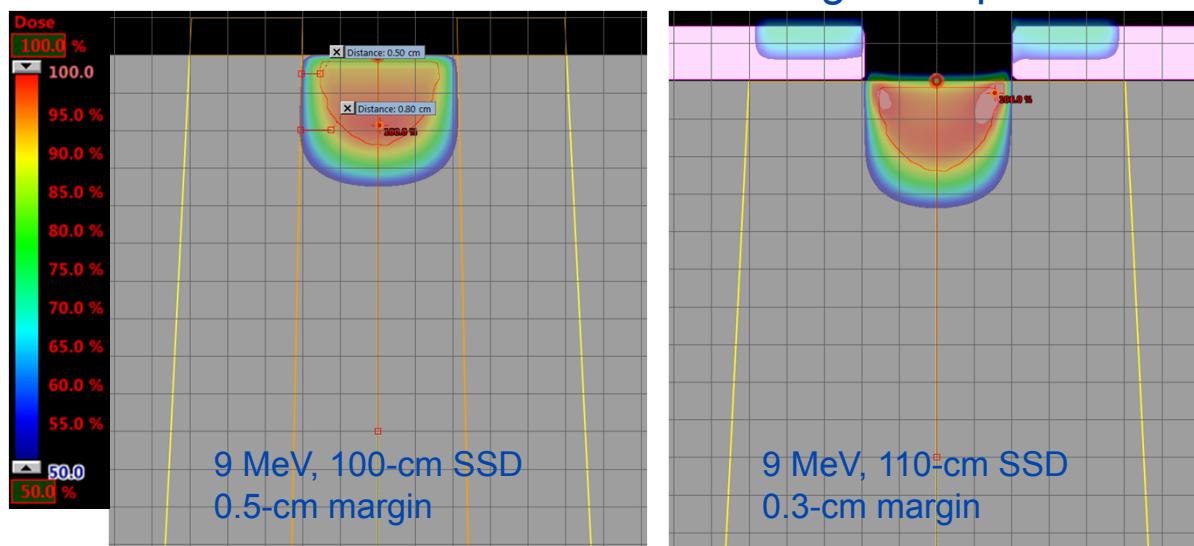 Dose
100.0 %
100.0
95.0 %
90.0 %
85.0 %
80.0 %
75.0 %
70.0 %
65.0 %
60.0 %
55.0 %
50.0
50.0 %
X Distance: 0.50 cm
X Distance: 0.80 cm
100.0 %
9 MeV, 100-cm SSD
0.5-cm margin
9 MeV, 110-cm SSD
0.3-cm margin